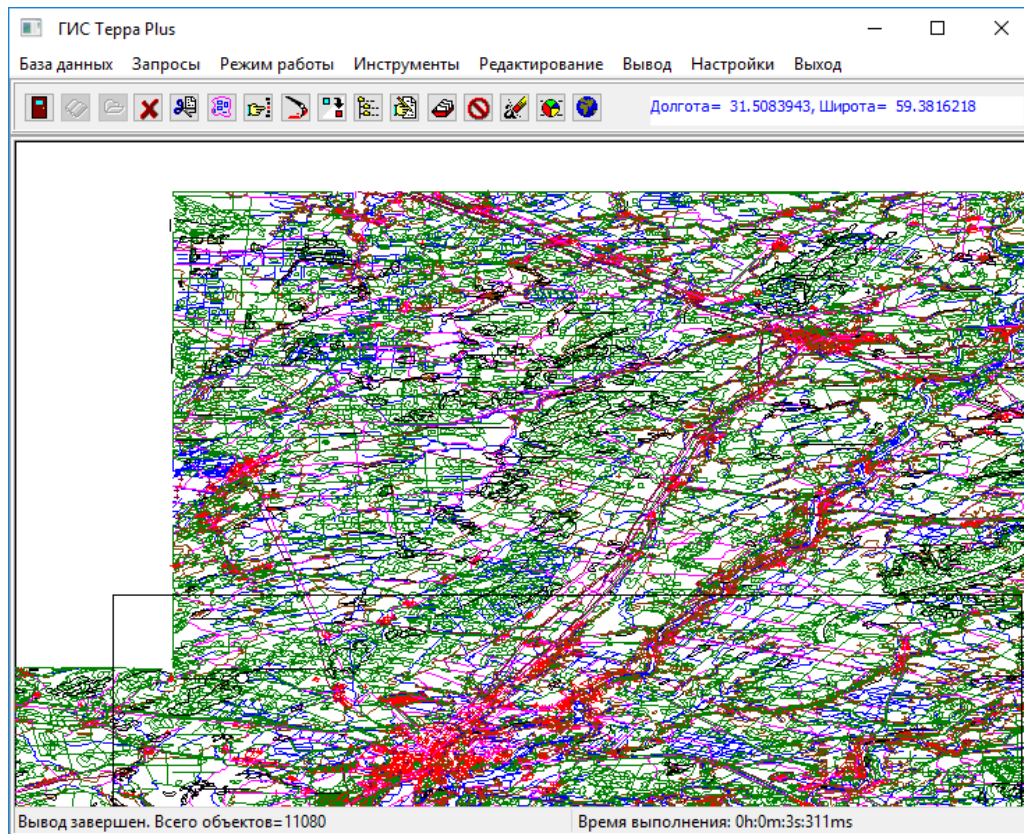 ГИС Терра Plus
База данных Запросы Режим работы Инструменты Редактирование Вывод Настройки Выход
Долгота= 31.5083943, Широта= 59.3816218
Вывод завершен. Всего объектов=11080 Время выполнения: 0h:0m:3s:311ms